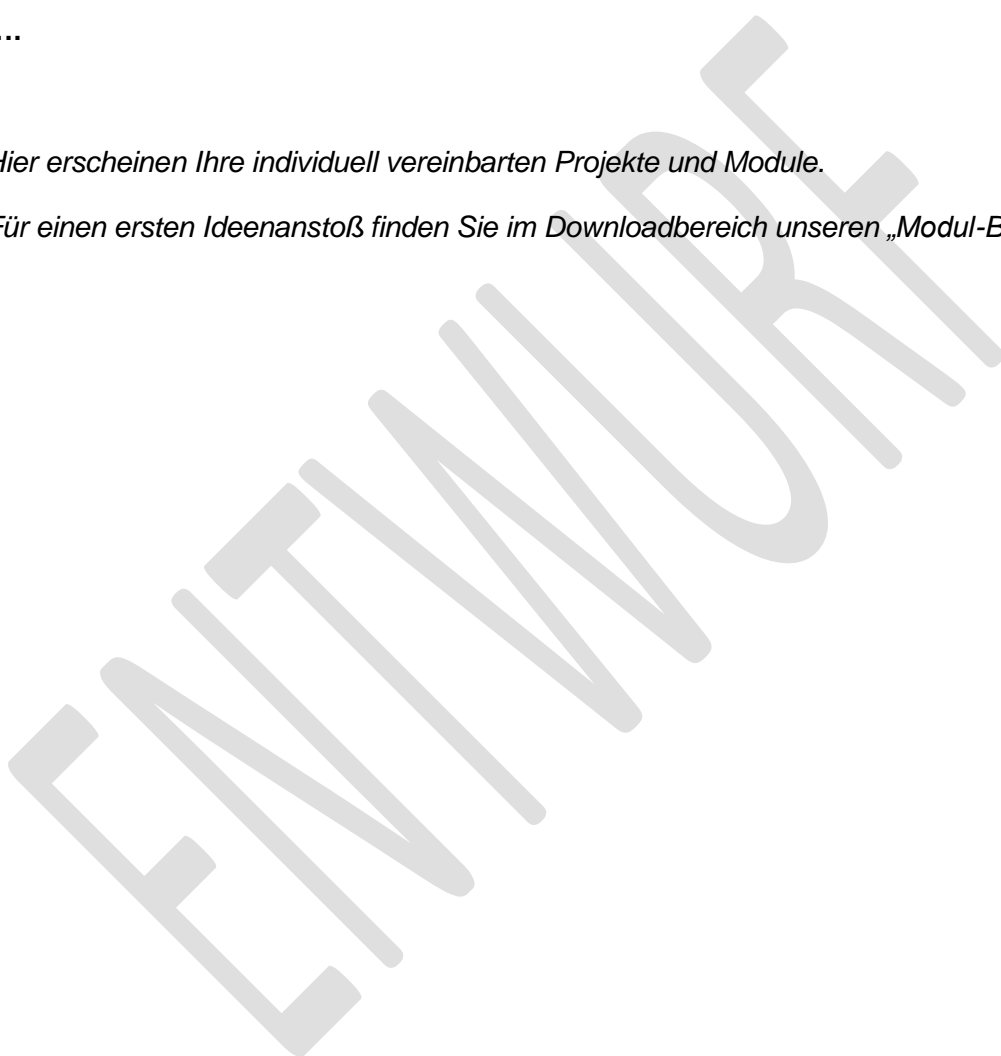 ....
Hier erscheinen Ihre individuell vereinbarten Projekte und Module.
Für einen ersten Ideenanstoß finden Sie im Downloadbereich unseren „Modul-B
ENTWURF